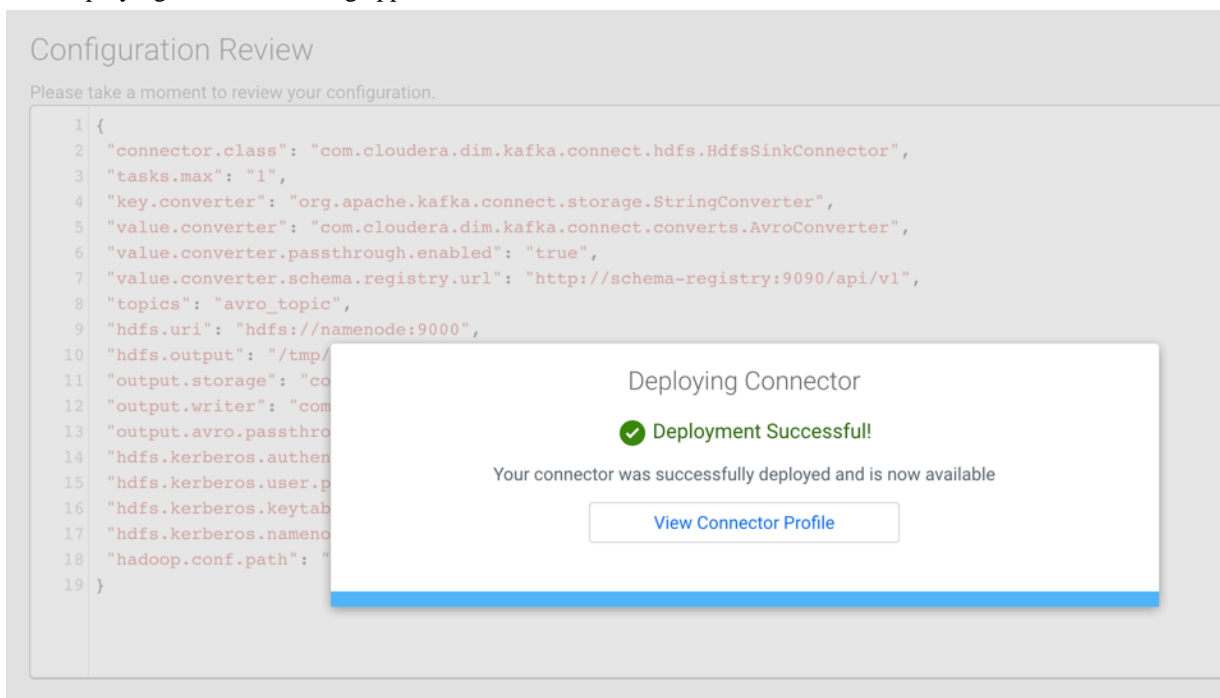 Configuration Review
Please take a moment to review your configuration.
1 {
2 "connector.class": "com.cloudera.dim.kafka.connect.hdfs.HdfsSinkConnector",
3 "tasks.max": "1",
4 "key.converter": "org.apache.kafka.connect.storage.StringConverter",
5 "value.converter": "com.cloudera.dim.kafka.connect.converts.AvroConverter",
6 "value.converter.passthrough.enabled": "true",
7 "value.converter.schema.registry.url": "http://schema-registry:9090/api/v1",
8 "topics": "avro_topic",
9 "hdfs.uri": "hdfs://namenode:9000",
10 "hdfs.output": "/tmp/
11 "output.storage": "co
12 "output.writer": "com
13 "output.avro.passthro
14 "hdfs.kerberos.authen
15 "hdfs.kerberos.user.p
16 "hdfs.kerberos.keytab
17 "hdfs.kerberos.nameno
18 "hadoop.conf.path": "
19 }
Deploying Connector
Deployment Successful!
Your connector was successfully deployed and is now available
View Connector Profile